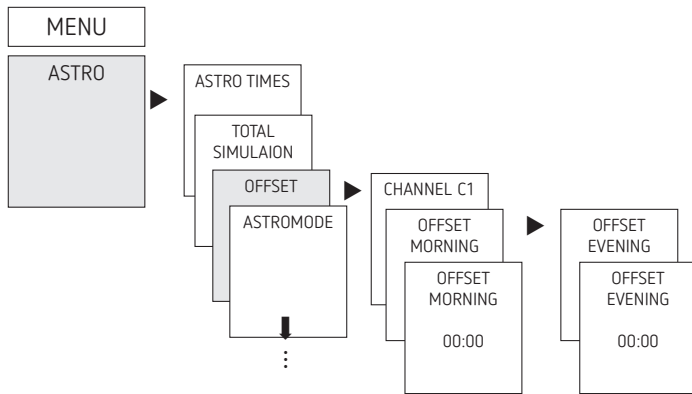 MENU
ASTRO
ASTRO TIMES
TOTAL
SIMULAION
OFFSET
ASTROMODE
CHANNEL C1
OFFSET
MORNING
OFFSET
MORNING
00:00
OFFSET
EVENING
OFFSET
EVENING
00:00